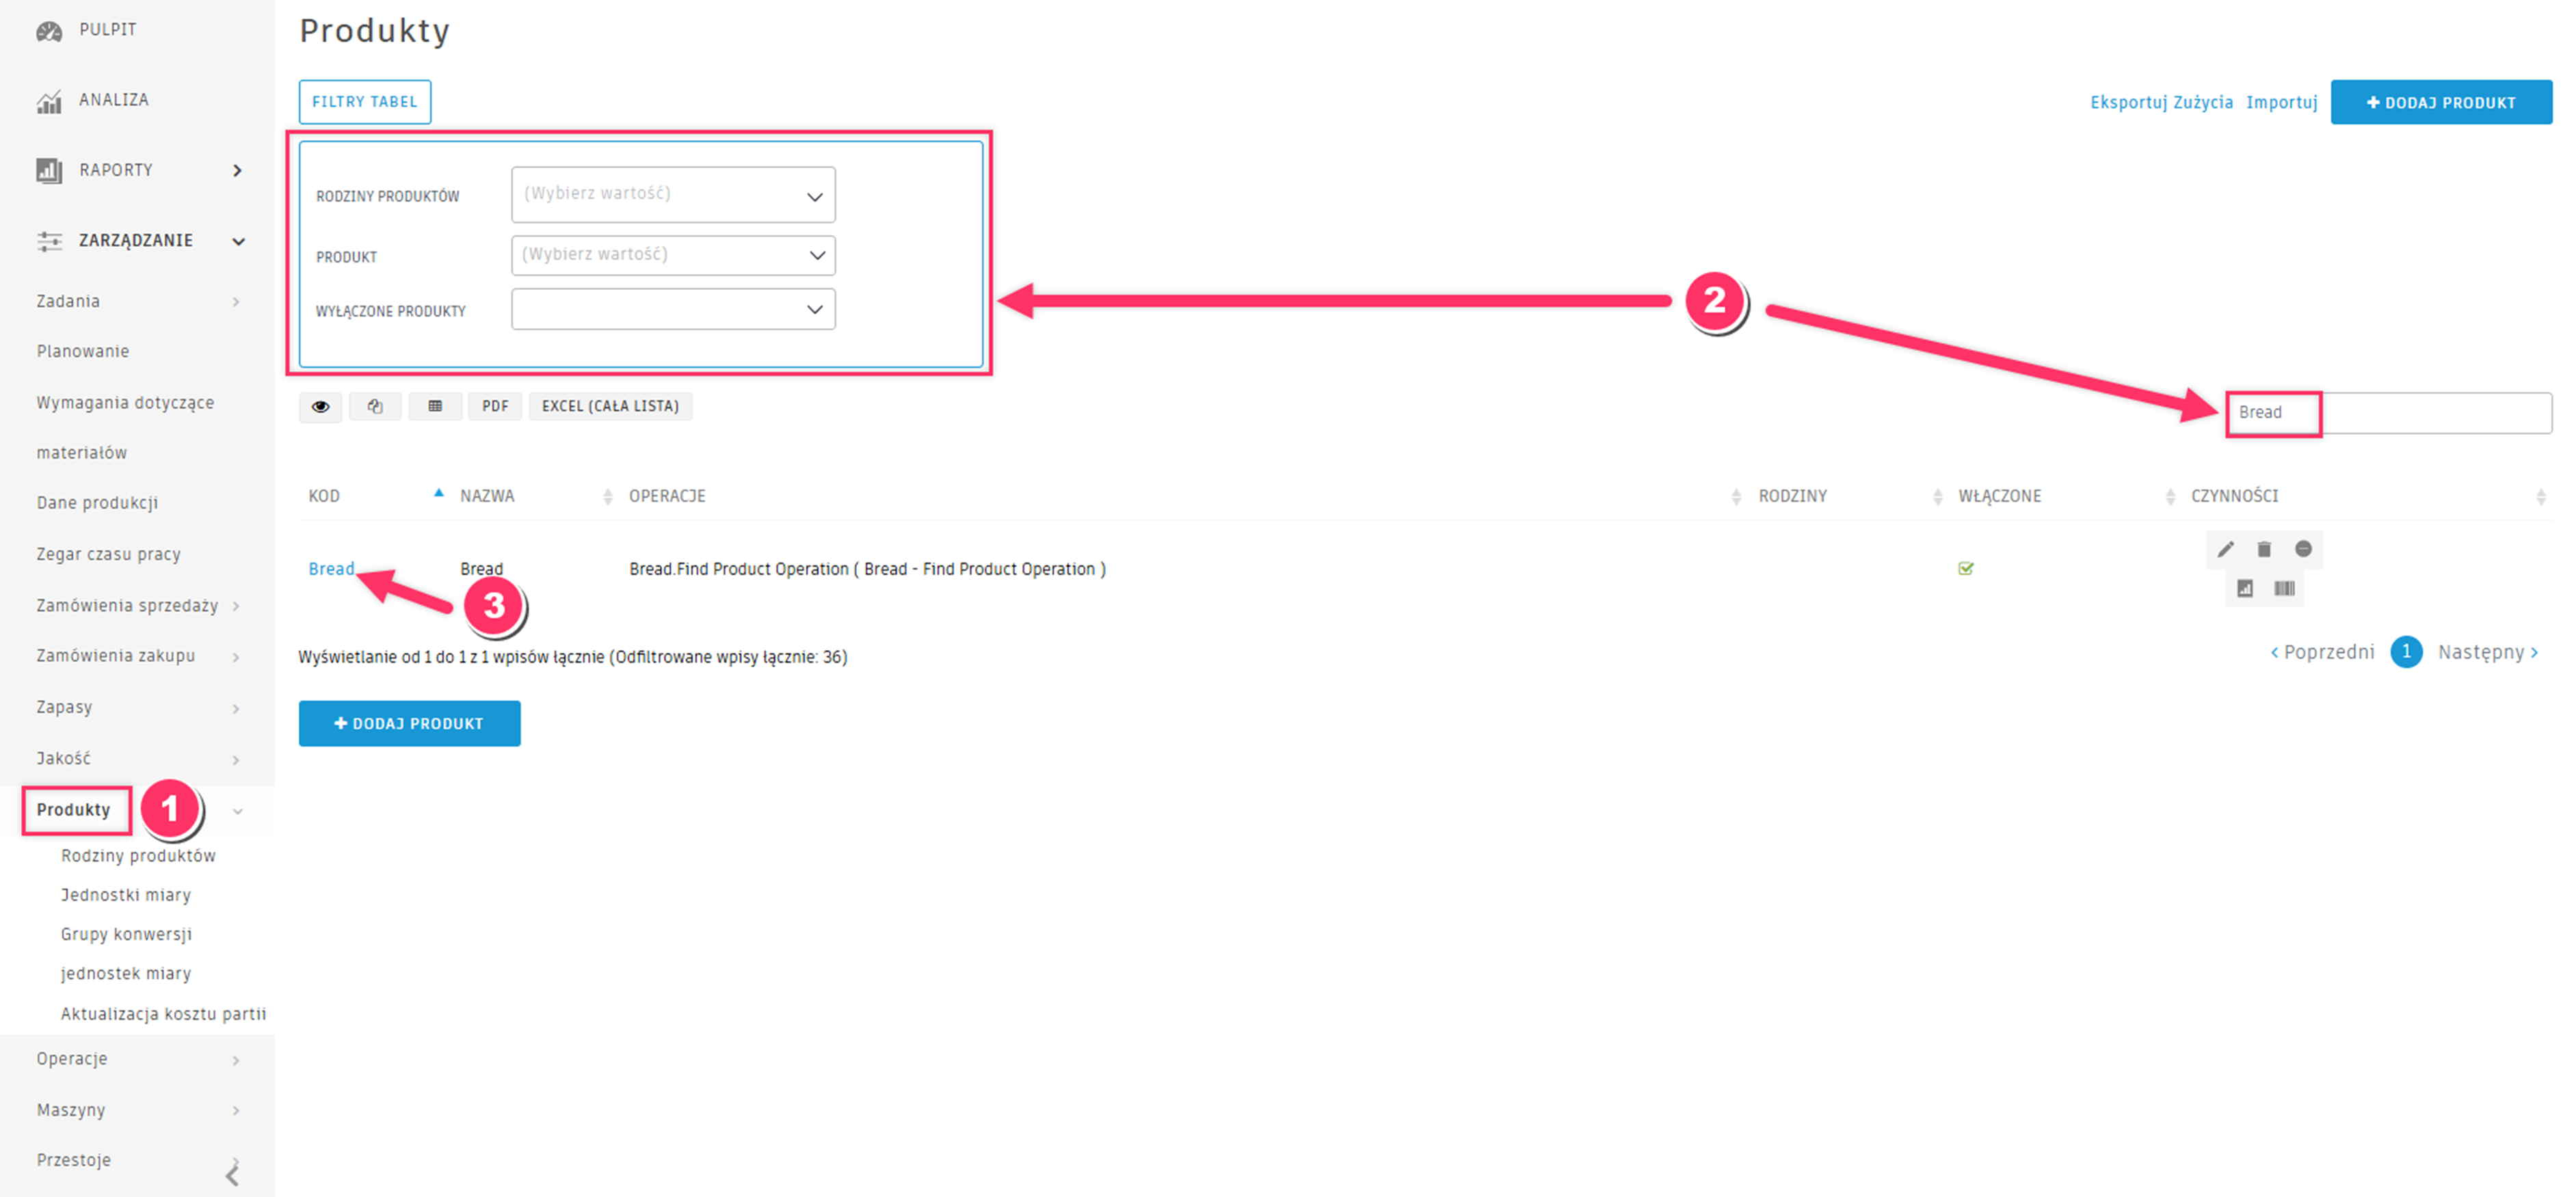 PULPIT
ANALIZA
RAPORTY
ZARZĄDZANIE
Zadania
Planowanie
Wymagania dotyczące
materiałów
Dane produkcji
Zegar czasu pracy
Zamówienia sprzedaży
Zamówienia zakupu
Zapasy
Jakość
Produkty
1
Rodziny produktów
Jednostki miary
Grupy konwersji
jednostek miary
Aktualizacja kosztu partii
Operacje
Maszyny
Przestoje
Produkty
FILTRY TABEL
Eksportuj Zużycia Importuj + DODAJ PRODUKT
RODZINY PRODUKTÓW (Wybierz wartość)
PRODUKT (Wybierz wartość)
WYŁĄCZONE PRODUKTY
2
PDF EXCEL (CAŁA LISTA)
Bread
KOD NAZWA OPERACJE RODZINY WŁĄCZONE CZYNNOŚCI
Bread Bread Bread.Find Product Operation ( Bread - Find Product Operation )
3
Wyświetlanie od 1 do 1 z 1 wpisów łącznie (Odfiltrowane wpisy łącznie: 36)
‹ Poprzedni 1 Następny ›
+ DODAJ PRODUKT